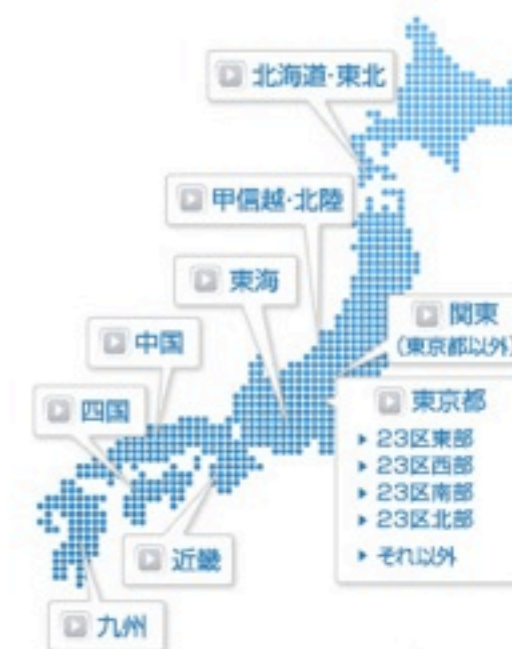 北海道・東北
甲信越・北陸
東海
関東
(東京都以外)
中国
東京都
四国
23区東部
23区西部
23区南部
23区北部
それ以外
近畿
九州